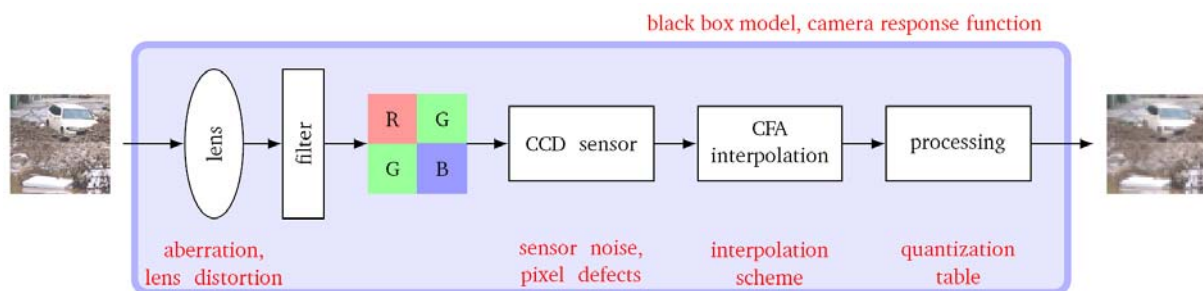 black box model, camera response function
lens
filter
R G
G B
CCD sensor
CFA
interpolation
processing
aberration,
lens distortion
sensor noise,
pixel defects
interpolation
scheme
quantization
table